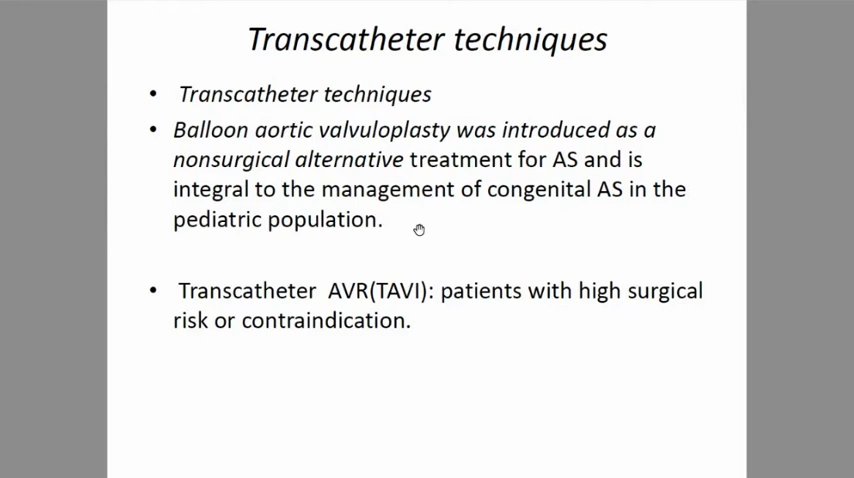 Transcatheter techniques
• Transcatheter techniques
• Balloon aortic valvuloplasty was introduced as a
nonsurgical alternative treatment for AS and is
integral to the management of congenital AS in the
pediatric population.
• Transcatheter AVR(TAVI): patients with high surgical
risk or contraindication.